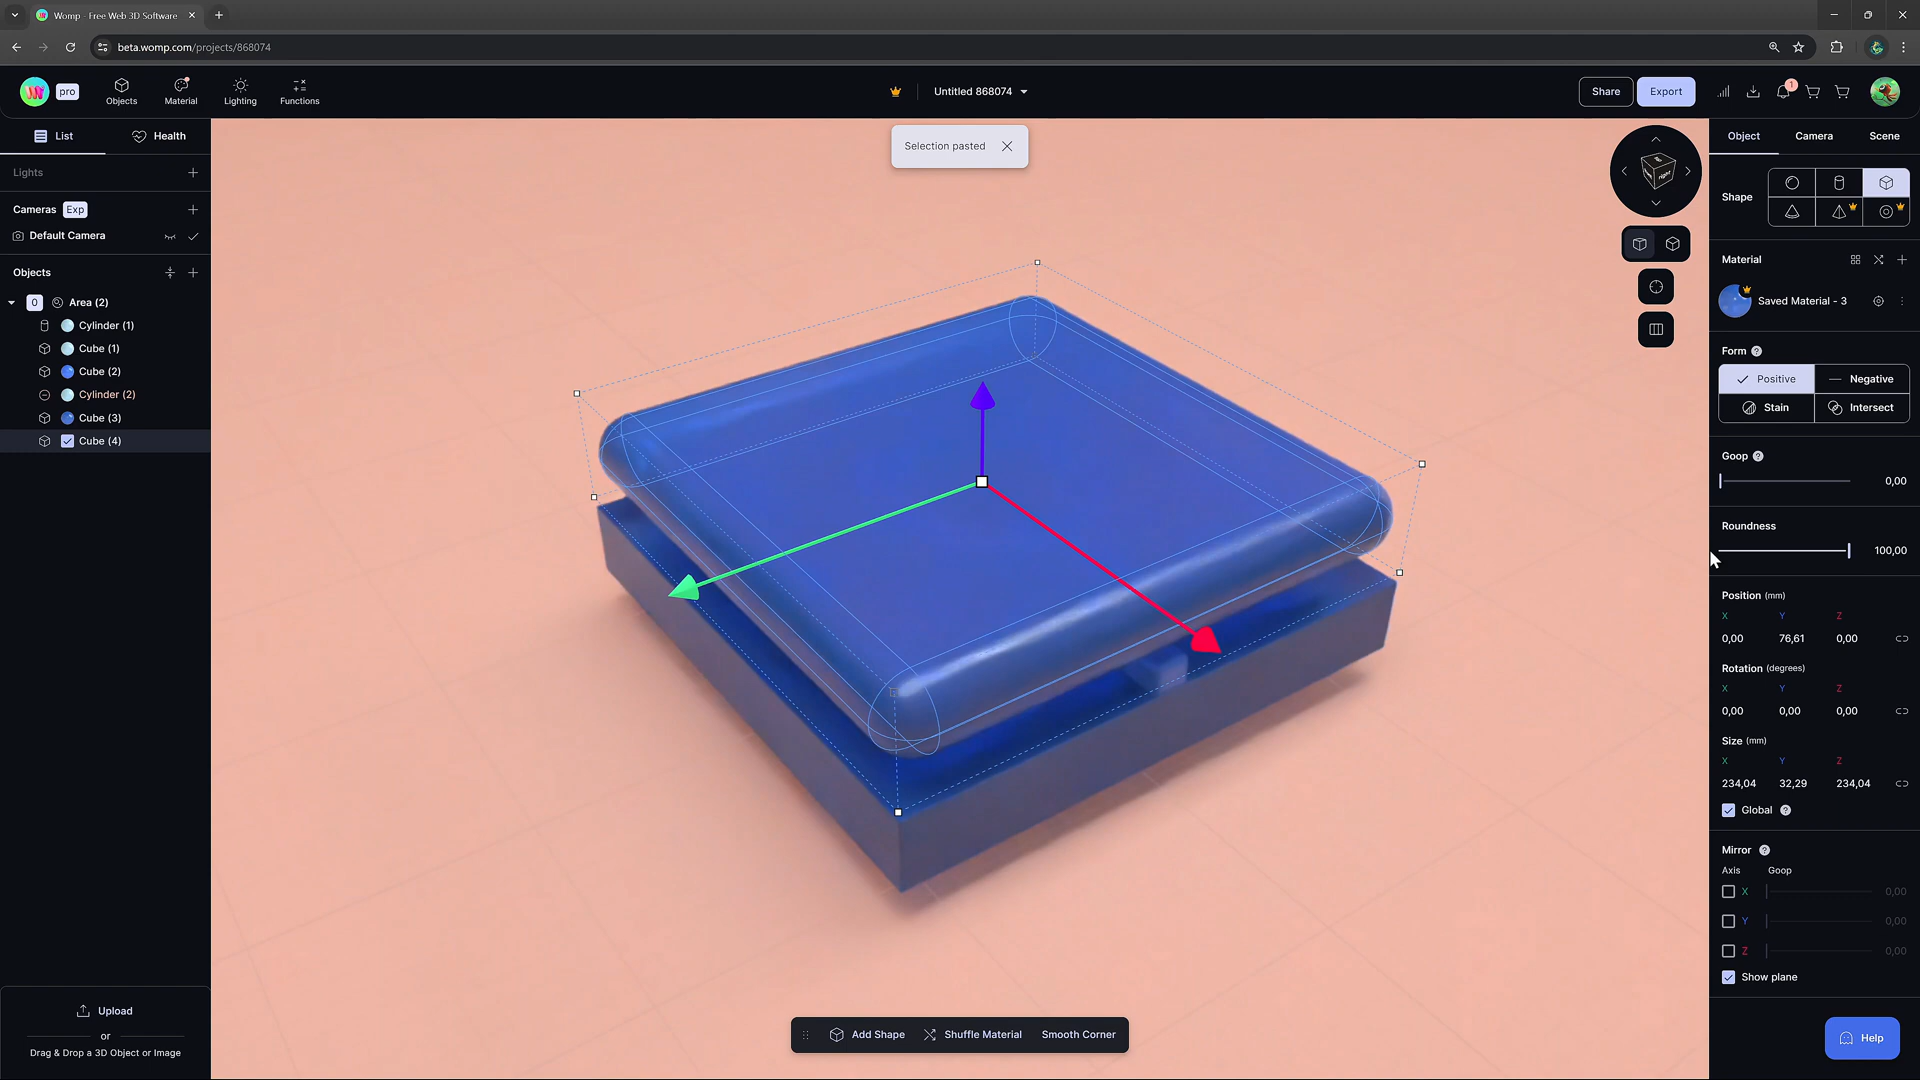 Womp - Free Web 3D Software
beta.womp.com/projects/868074
pro
Objects
Material
Lighting
Functions
Untitled 868074
Share
Export
1
List
Health
Selection pasted
Object
Camera
Scene
Lights
Shape
Cameras
Exp
Default Camera
right
Material
Objects
Saved Material - 3
0
Area (2)
Cylinder (1)
Cube (1)
Form
Cube (2)
Positive
Negative
Cylinder (2)
Stain
Intersect
Cube (3)
Cube (4)
Goop
0,00
Roundness
100,00
Position (mm)
X Y Z
0,00 76,61 0,00
Rotation (degrees)
X Y Z
0,00 0,00 0,00
Size (mm)
X Y Z
234,04 32,29 234,04
Global
Mirror
Axis Goop
X 0,00
Y 0,00
Z 0,00
Show plane
Upload
or
Drag & Drop a 3D Object or Image
Add Shape
Shuffle Material
Smooth Corner
Help